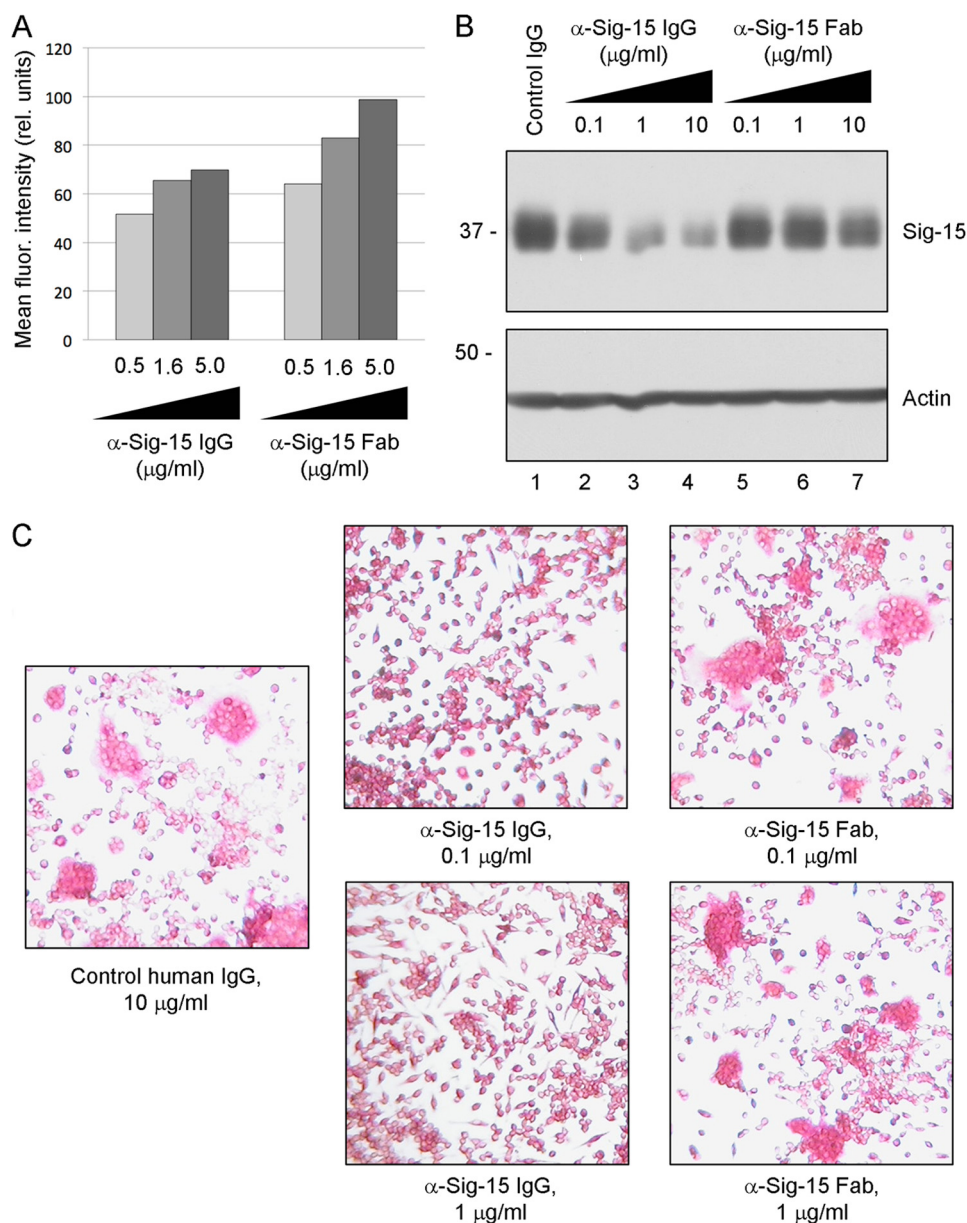 A
120
100
80
60
40
20
0
Mean fluor. intensity (rel. units)
0.5 1.6 5.0 0.5 1.6 5.0
α-Sig-15 IgG
(μg/ml)
α-Sig-15 Fab
(μg/ml)
B
Control IgG
α-Sig-15 IgG
(μg/ml)
α-Sig-15 Fab
(μg/ml)
0.1 1 10 0.1 1 10
37 -
Sig-15
50 -
Actin
1 2 3 4 5 6 7
C
Control human IgG,
10 μg/ml
α-Sig-15 IgG,
0.1 μg/ml
α-Sig-15 Fab,
0.1 μg/ml
α-Sig-15 IgG,
1 μg/ml
α-Sig-15 Fab,
1 μg/ml